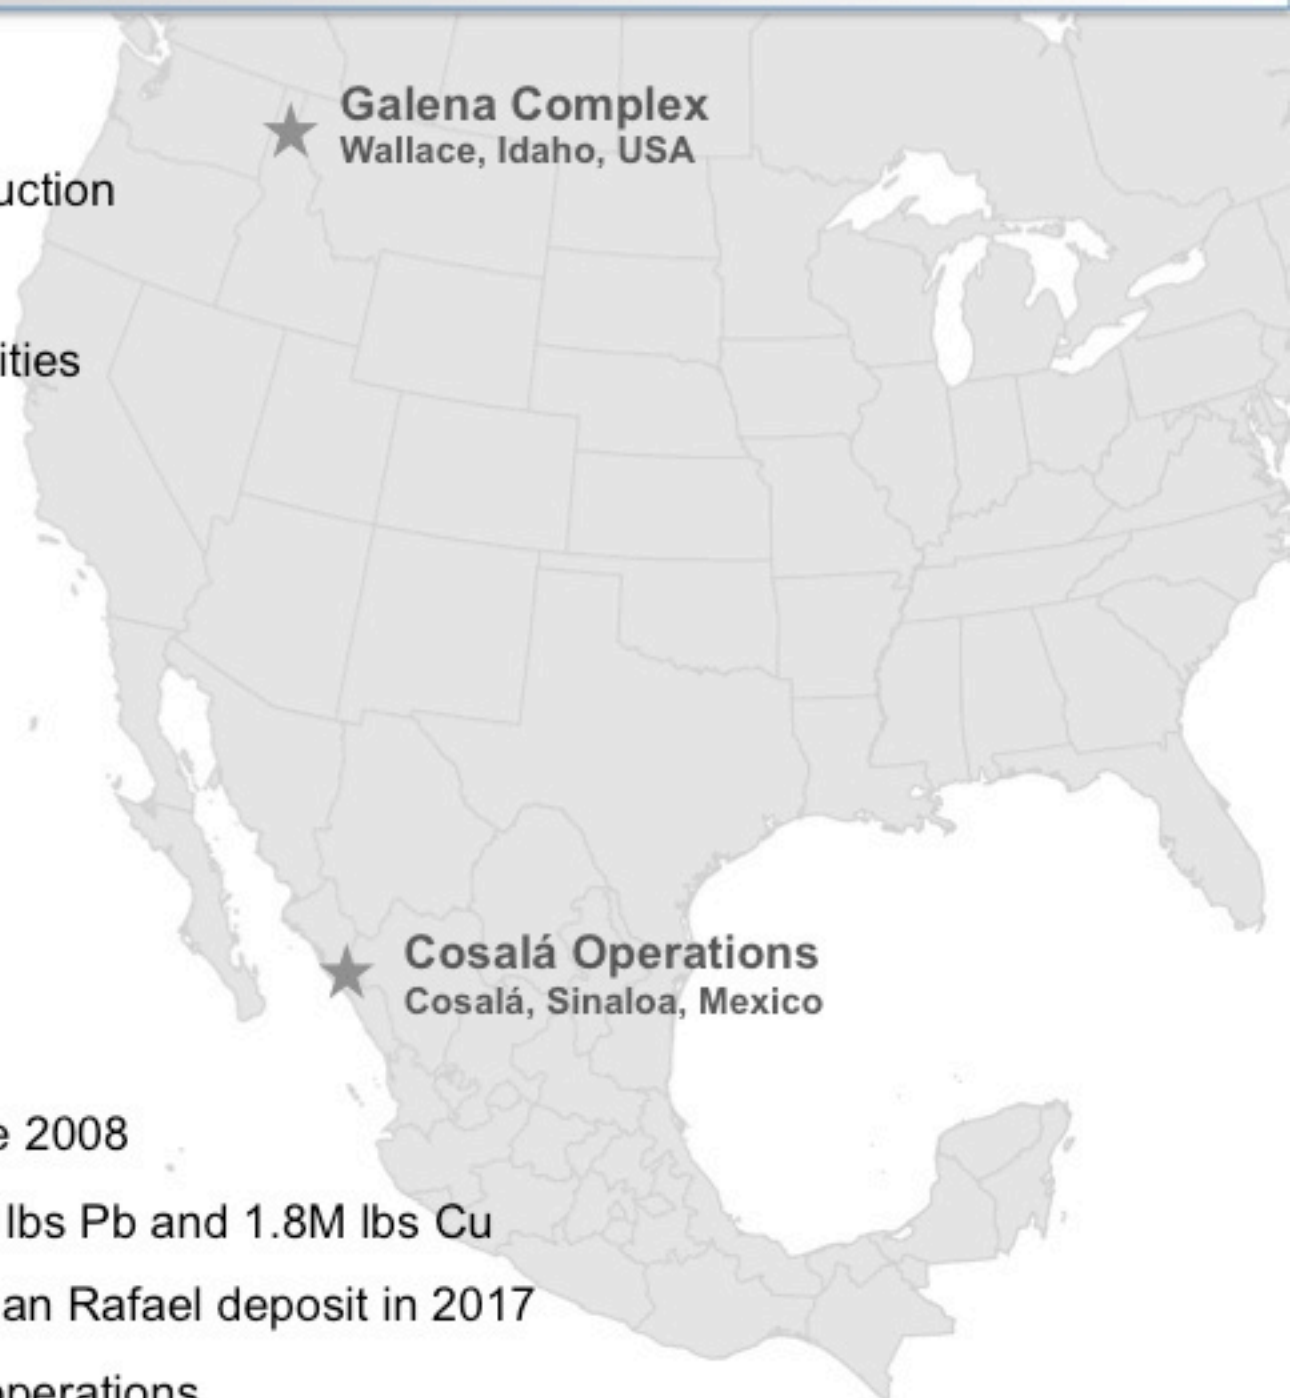 Galena Complex
Wallace, Idaho, USA
uction
ities
Cosalá Operations
Cosalá, Sinaloa, Mexico
e 2008
lbs Pb and 1.8M lbs Cu
an Rafael deposit in 2017
operations